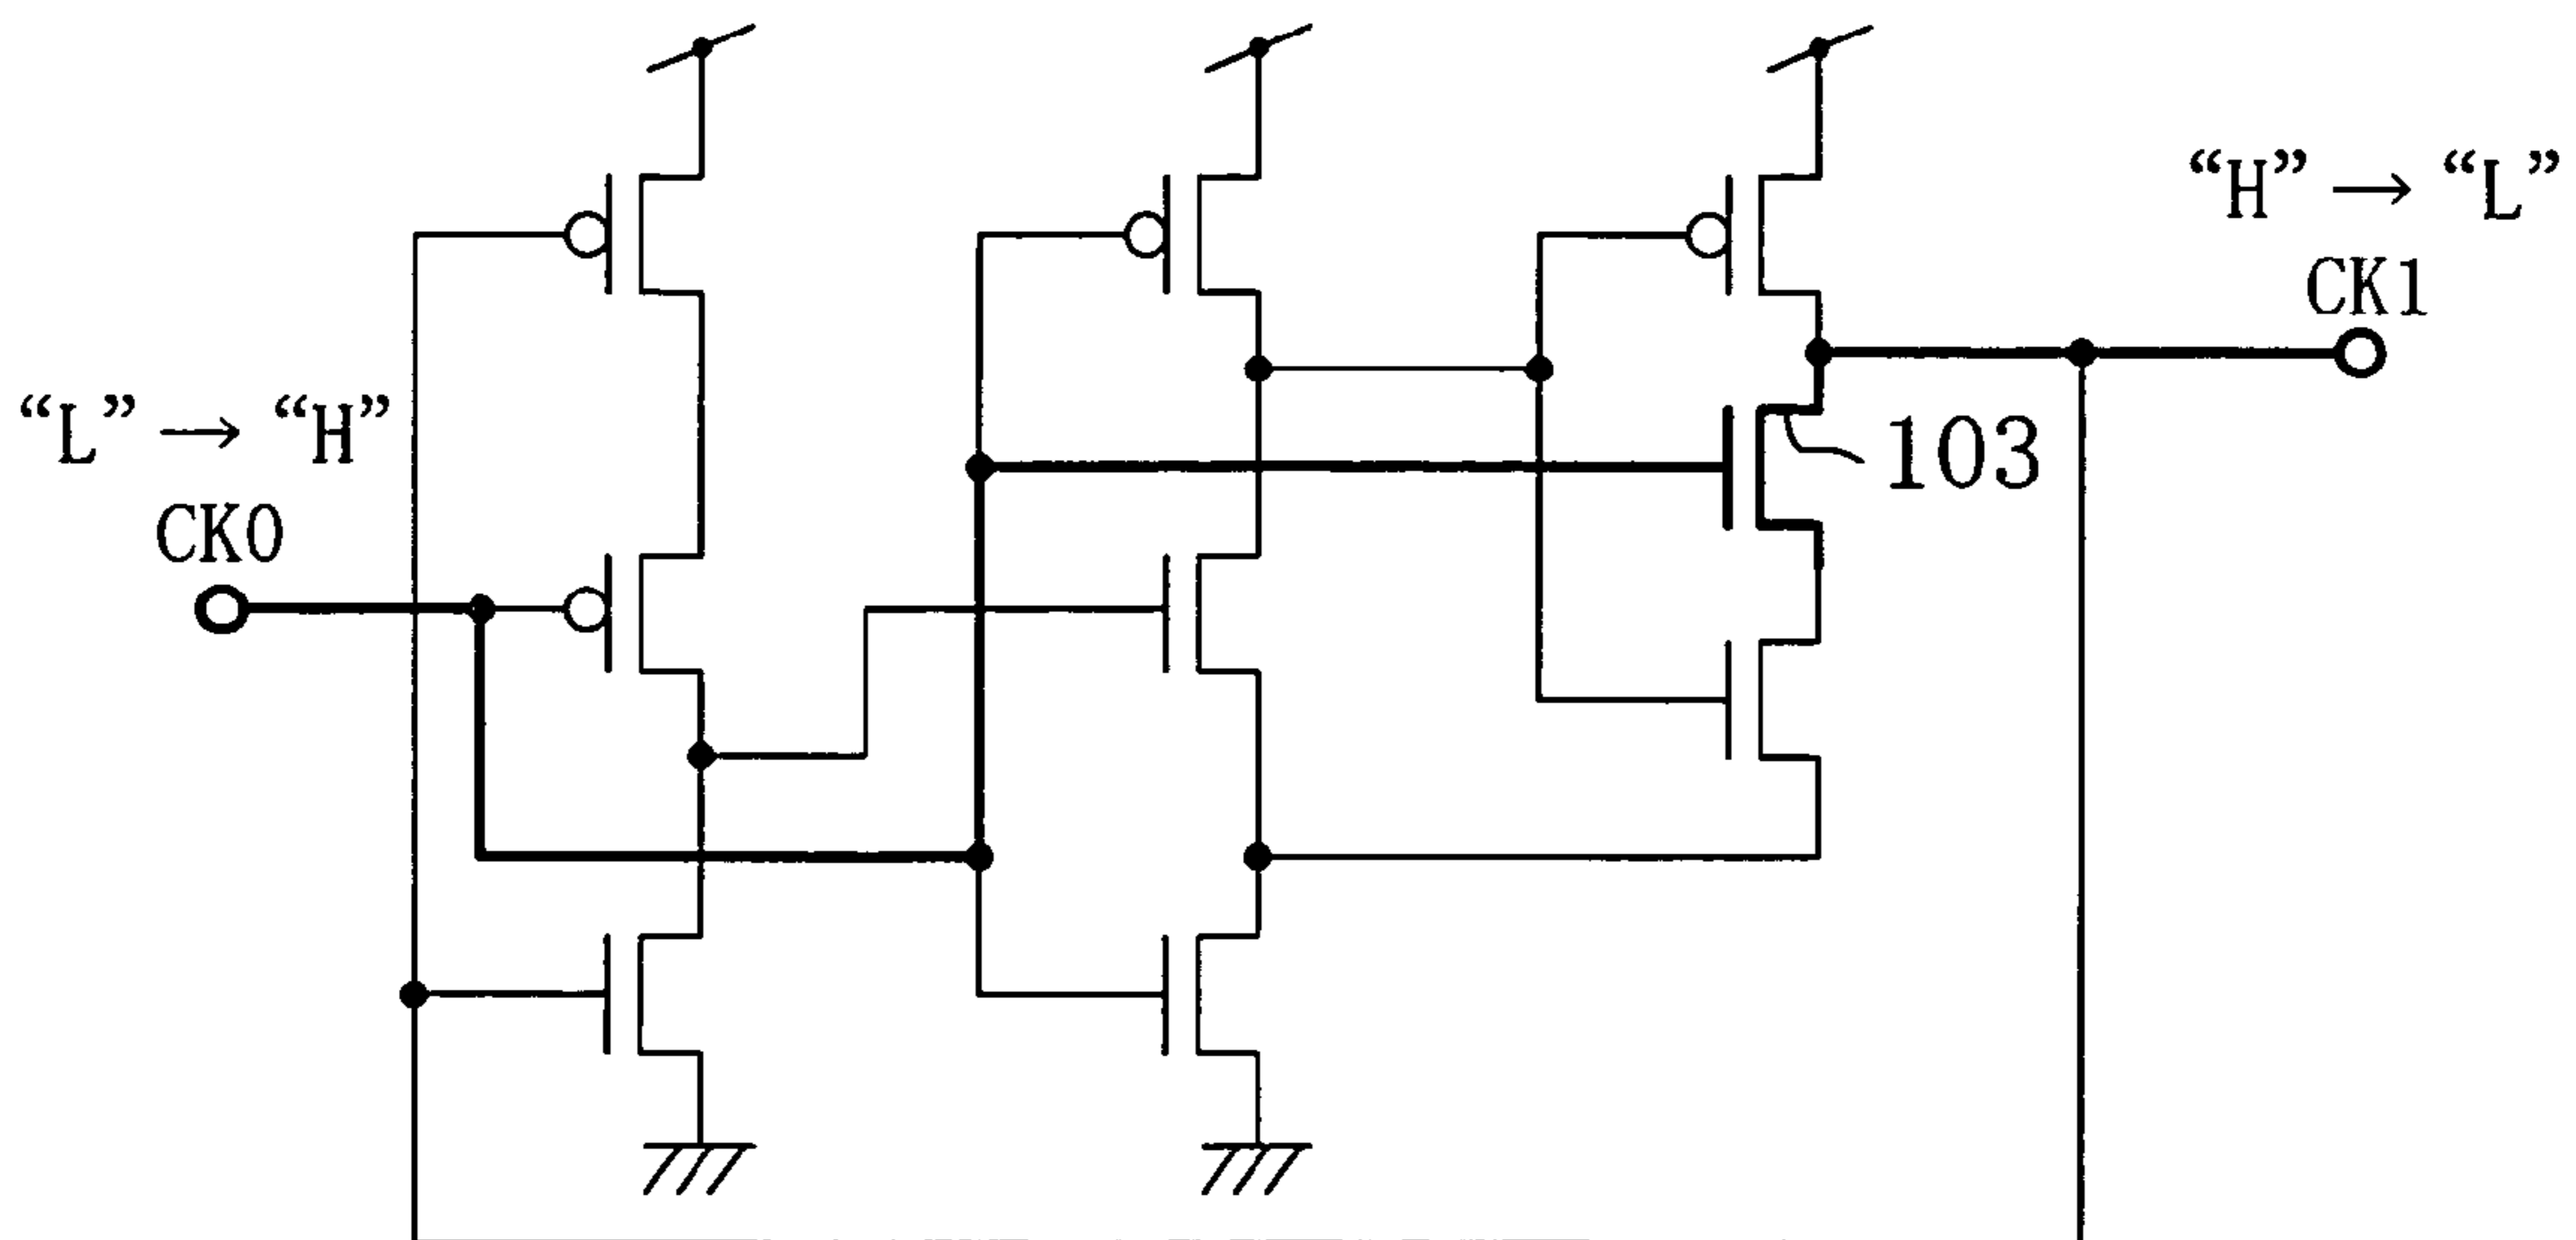 “H” → “L”
CK1
“L” → “H”
103
CK0